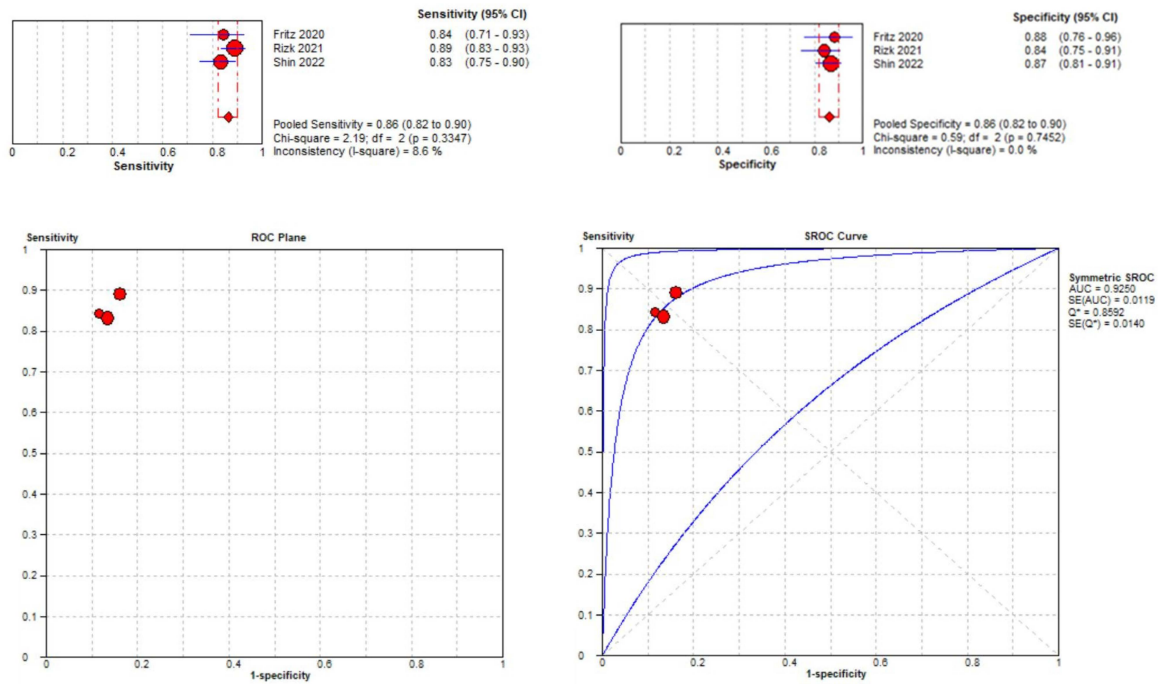 Sensitivity (95% CI)
Fritz 2020 0.84 (0.71 - 0.93)
Rizk 2021 0.89 (0.83 - 0.93)
Shin 2022 0.83 (0.75 - 0.90)
Pooled Sensitivity = 0.86 (0.82 to 0.90)
Chi-square = 2.19; df = 2 (p = 0.3347)
Inconsistency (I-square) = 8.6 %
0 0.2 0.4 0.6 0.8 1
Sensitivity
Specificity (95% CI)
Fritz 2020 0.88 (0.76 - 0.96)
Rizk 2021 0.84 (0.75 - 0.91)
Shin 2022 0.87 (0.81 - 0.91)
Pooled Specificity = 0.86 (0.82 to 0.90)
Chi-square = 0.59; df = 2 (p = 0.7452)
Inconsistency (I-square) = 0.0 %
0 0.2 0.4 0.6 0.8 1
Specificity
Sensitivity
ROC Plane
1
0.9
0.8
0.7
0.6
0.5
0.4
0.3
0.2
0.1
0
0 0.2 0.4 0.6 0.8 1
1-specificity
Sensitivity
SROC Curve
1
0.9
0.8
0.7
0.6
0.5
0.4
0.3
0.2
0.1
0
0 0.2 0.4 0.6 0.8 1
1-specificity
Symmetric SROC
AUC = 0.9250
SE(AUC) = 0.0119
Q* = 0.8592
SE(Q*) = 0.0140